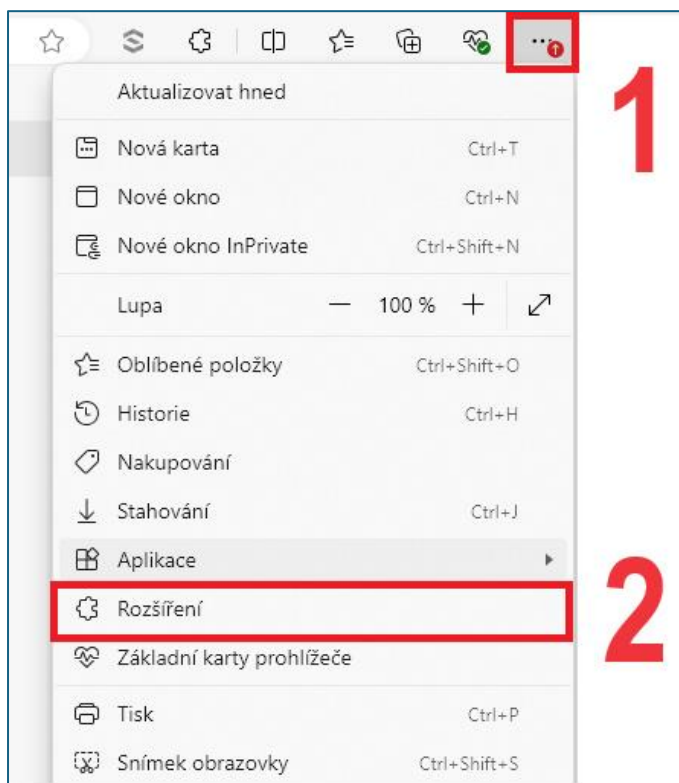 1
Aktualizovat hned
Nová karta Ctrl+T
Nové okno Ctrl+N
Nové okno InPrivate Ctrl+Shift+N
Lupa — 100 % +
Oblíbené položky Ctrl+Shift+O
Historie Ctrl+H
Nakupování
Stahování Ctrl+J
Aplikace
2
Rozšíření
Základní karty prohlížeče
Tisk Ctrl+P
Snímek obrazovky Ctrl+Shift+S